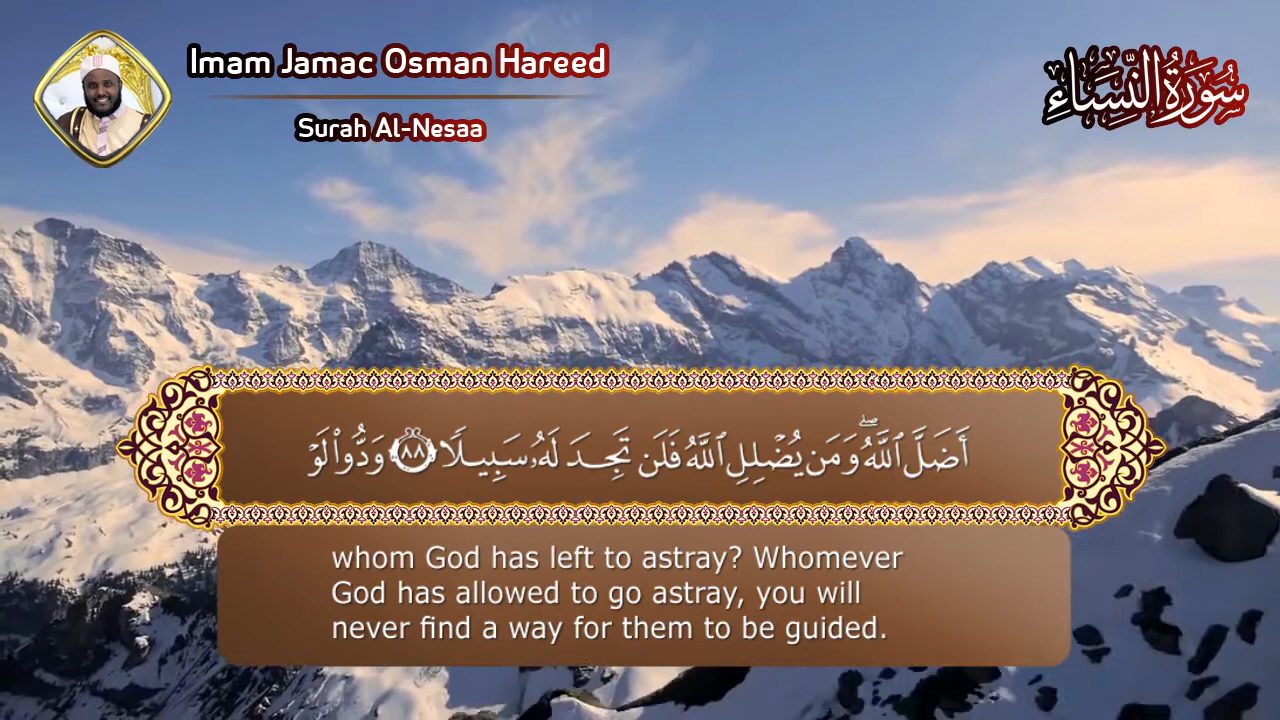 Imam Jamac Osman Hareed
Surah Al-Nesaa
سُورَةُ النِّسَاءِ
أَضَلَّ ٱللَّهُۖ وَمَن يُضْلِلِ ٱللَّهُ فَلَن تَجِدَ لَهُۥ سَبِيلًا ٨٨ وَدُّوا۟ لَوْ
whom God has left to astray? Whomever
God has allowed to go astray, you will
never find a way for them to be guided.